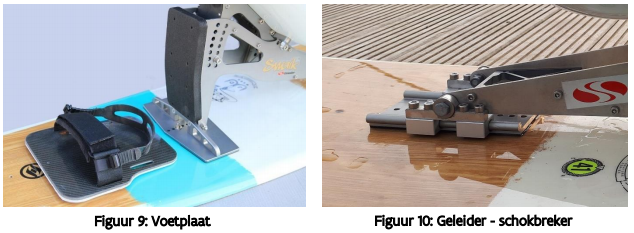 Figuur 9: Voetplaat
Figuur 10: Geleider - schokbreker